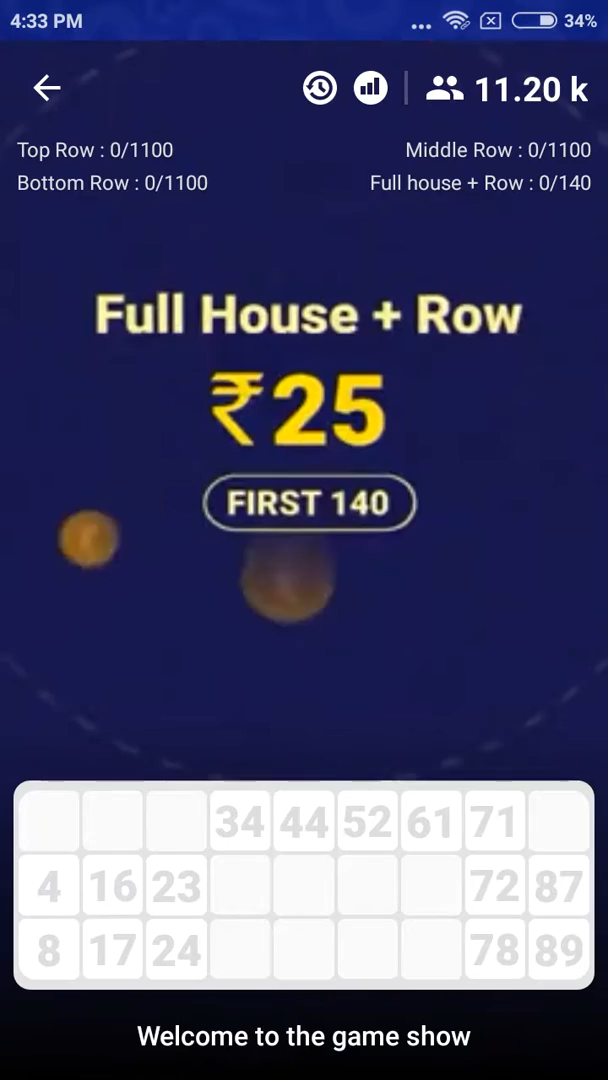 4:33 PM
34%
11.20 k
Top Row : 0/1100
Middle Row : 0/1100
Bottom Row : 0/1100
Full house + Row : 0/140
Full House + Row
₹25
FIRST 140
34 44 52 61 71
4 16 23 72 87
8 17 24 78 89
Welcome to the game show